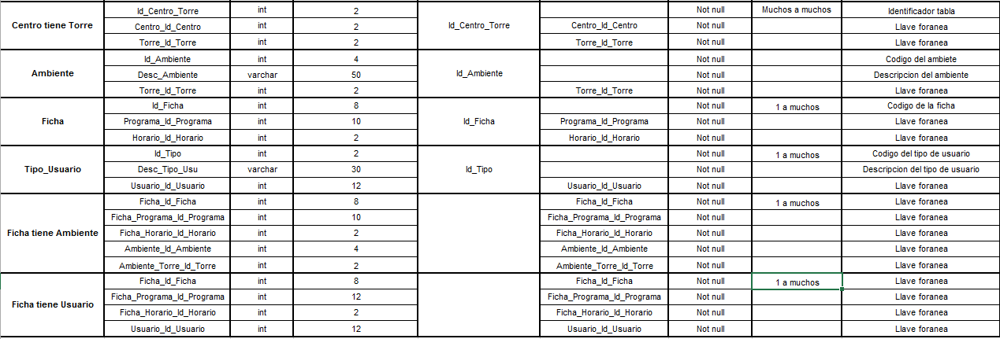 Id_Centro_Torre int 2 Not null Muchos a muchos Identificador tabla
Centro tiene Torre Centro_Id_Centro int 2 Id_Centro_Torre Centro_Id_Centro Not null Llave foranea
Torre_Id_Torre int 2 Torre_Id_Torre Not null Llave foranea
Id_Ambiente int 4 Not null Codigo del ambiete
Ambiente Desc_Ambiente varchar 50 Id_Ambiente Not null Descripcion del ambiente
Torre_Id_Torre int 2 Torre_Id_Torre Not null Llave foranea
Id_Ficha int 8 Not null 1 a muchos Codigo de la ficha
Ficha Programa_Id_Programa int 10 Id_Ficha Programa_Id_Programa Not null Llave foranea
Horario_Id_Horario int 2 Horario_Id_Horario Not null Llave foranea
Id_Tipo int 2 Not null 1 a muchos Codigo del tipo de usuario
Tipo_Usuario Desc_Tipo_Usu varchar 30 Id_Tipo Not null Descripcion del tipo de usuario
Usuario_Id_Usuario int 12 Usuario_Id_Usuario Not null Llave foranea
Ficha_Id_Ficha int 8 Ficha_Id_Ficha Not null 1 a muchos Llave foranea
Ficha_Programa_Id_Programa int 10 Ficha_Programa_Id_Programa Not null Llave foranea
Ficha tiene Ambiente Ficha_Horario_Id_Horario int 2 Ficha_Horario_Id_Horario Not null Llave foranea
Ambiente_Id_Ambiente int 4 Ambiente_Id_Ambiente Not null Llave foranea
Ambiente_Torre_Id_Torre int 2 Ambiente_Torre_Id_Torre Not null Llave foranea
Ficha_Id_Ficha int 8 Ficha_Id_Ficha Not null 1 a muchos Llave foranea
Ficha tiene Usuario Ficha_Programa_Id_Programa int 12 Ficha_Programa_Id_Programa Not null Llave foranea
Ficha_Horario_Id_Horario int 2 Ficha_Horario_Id_Horario Not null Llave foranea
Usuario_Id_Usuario int 12 Usuario_Id_Usuario Not null Llave foranea